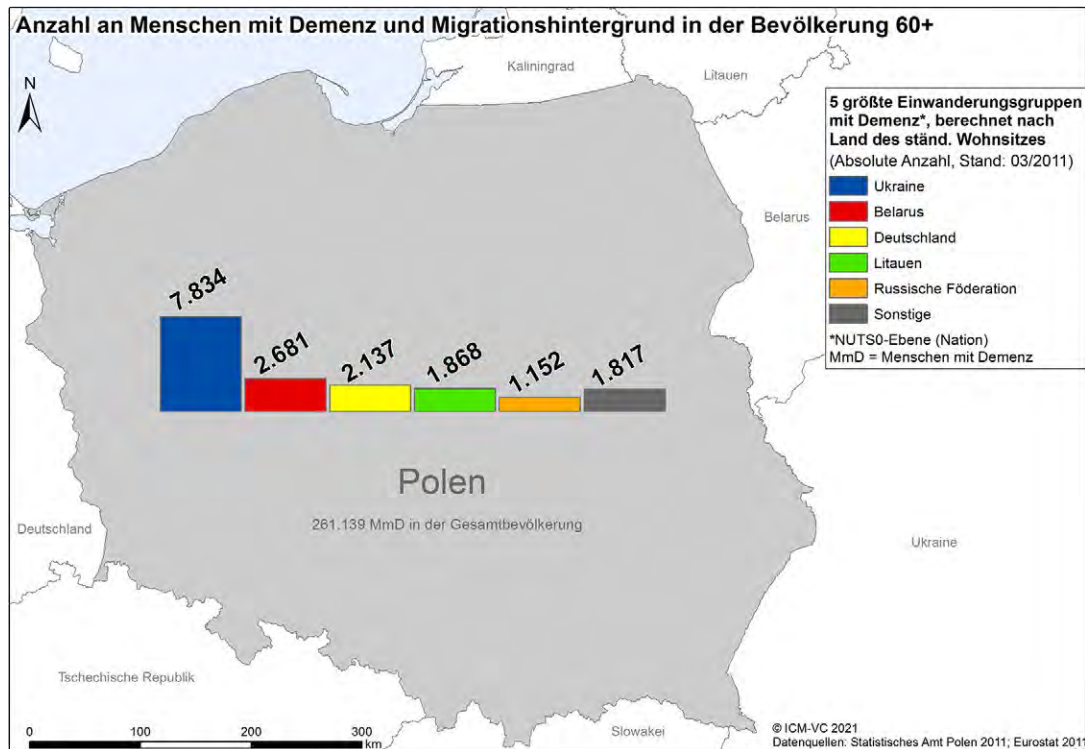 Anzahl an Menschen mit Demenz und Migrationshintergrund in der Bevölkerung 60+
Kaliningrad
Litauen
N
5 größte Einwanderungsgruppen
mit Demenz*, berechnet nach
Land des ständ. Wohnsitzes
(Absolute Anzahl, Stand: 03/2011)
Ukraine
Belarus
Deutschland
Litauen
Russische Föderation
Sonstige
*NUTS0-Ebene (Nation)
MmD = Menschen mit Demenz
Belarus
7.834
2.681
2.137
1.868
1.152
1.817
Polen
261.139 MmD in der Gesamtbevölkerung
Deutschland
Ukraine
Tschechische Republik
Slowakei
0 100 200 300
km
© ICM-VC 2021
Datenquellen: Statistisches Amt Polen 2011; Eurostat 2011